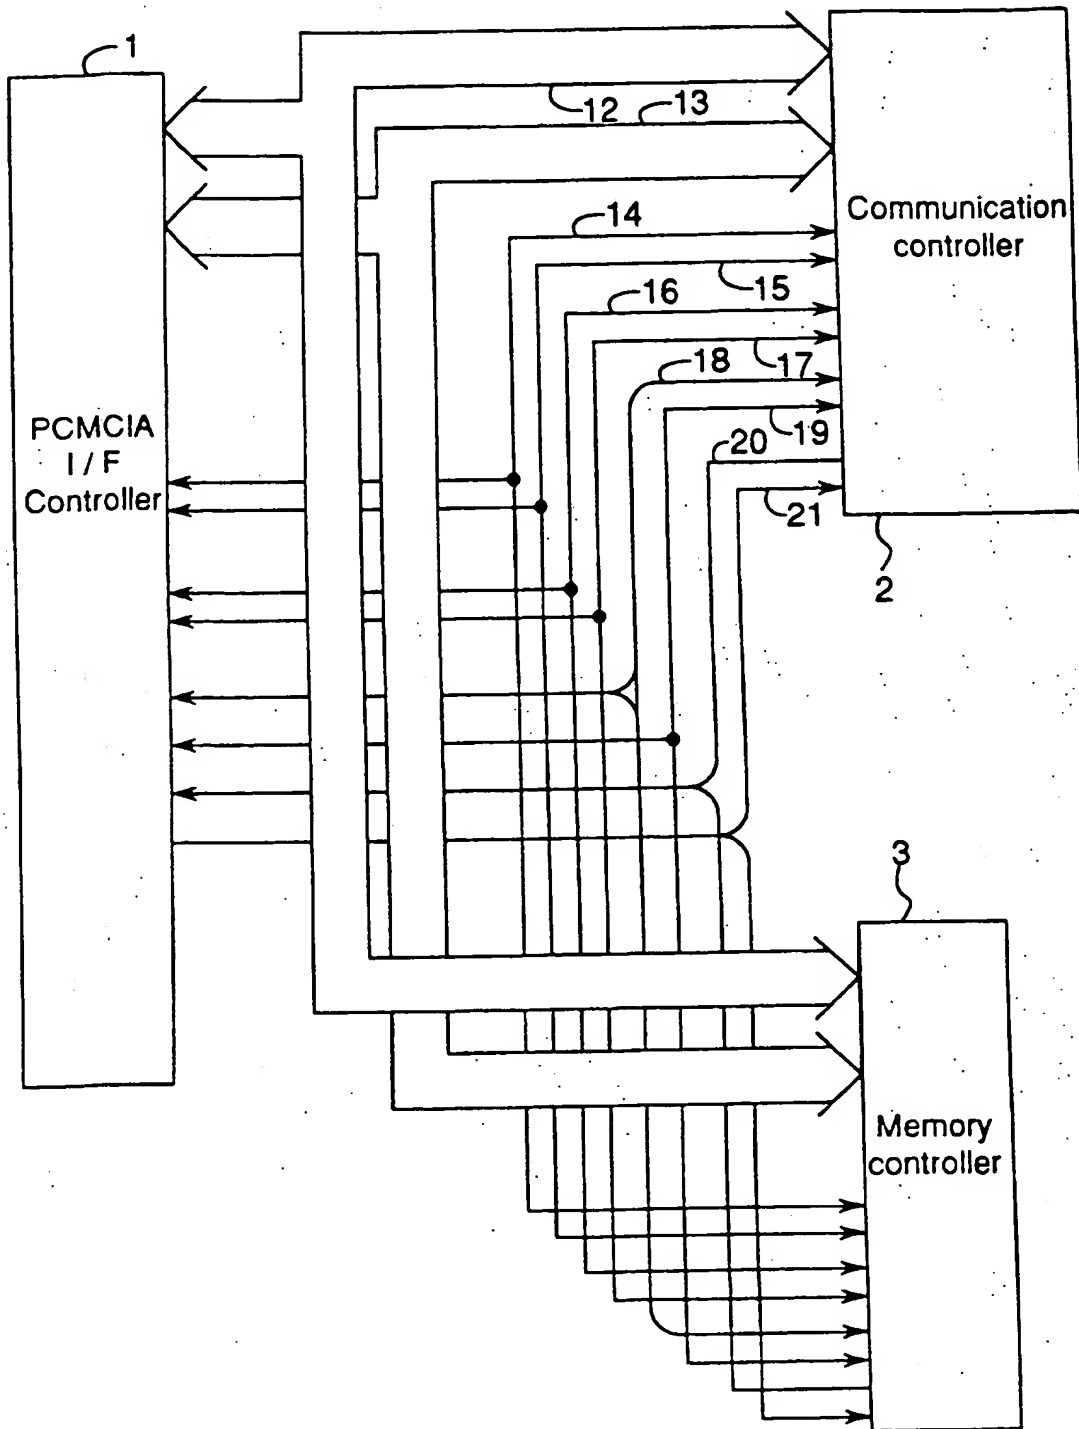 1
12
13
14
15
16
17
18
19
20
21
Communication
controller
2
PCMCIA
I / F
Controller
3
Memory
controller